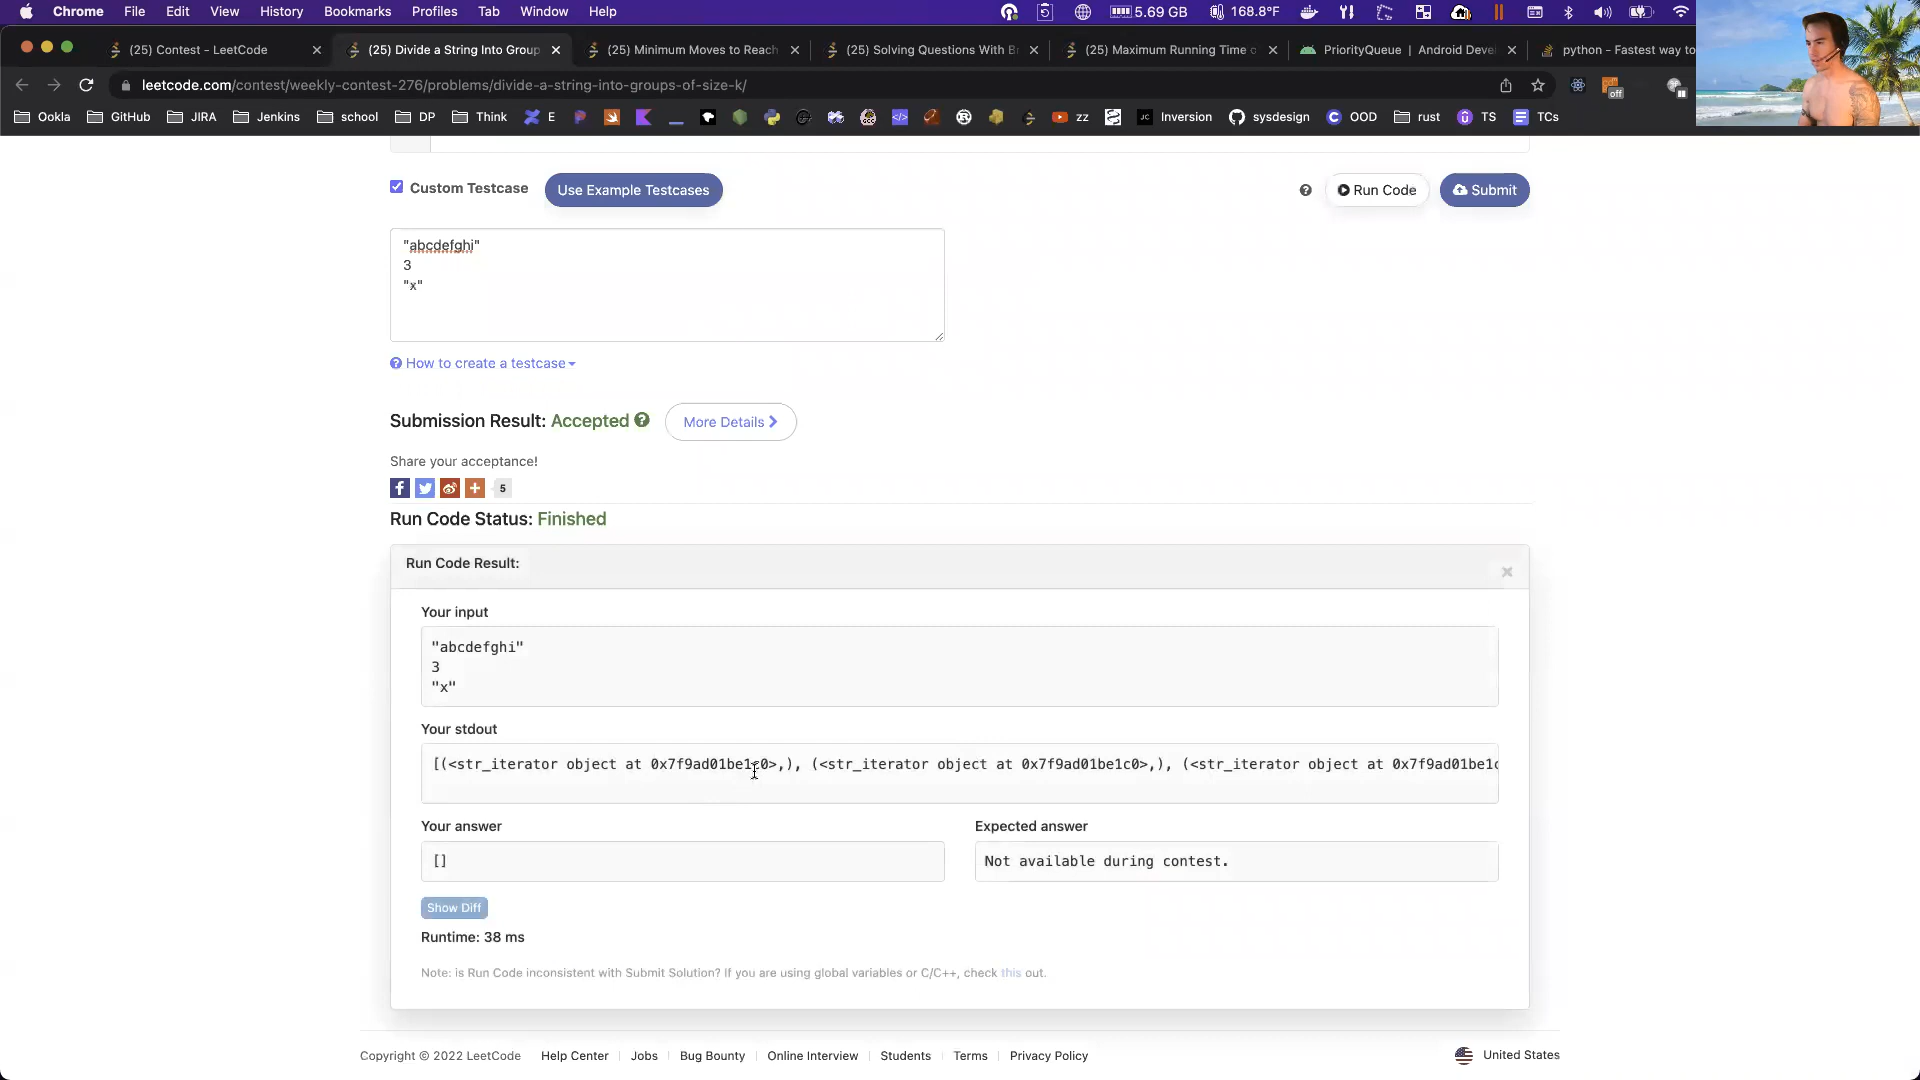 Chrome File Edit View History Bookmarks Profiles Tab Window Help 5.69 GB 168.8°F
(25) Contest - LeetCode (25) Divide a String Into Group (25) Minimum Moves to Reach (25) Solving Questions With Br (25) Maximum Running Time o PriorityQueue | Android Deve python - Fastest way to
leetcode.com/contest/weekly-contest-276/problems/divide-a-string-into-groups-of-size-k/ off
Ookla GitHub JIRA Jenkins school DP Think E zz JC Inversion sysdesign OOD rust TS TCs
Custom Testcase Use Example Testcases Run Code Submit
"abcdefghi"
3
"x"
How to create a testcase
Submission Result: Accepted More Details
Share your acceptance!
5
Run Code Status: Finished
Run Code Result:
Your input
"abcdefghi"
3
"x"
Your stdout
[(<str_iterator object at 0x7f9ad01be1c0>,), (<str_iterator object at 0x7f9ad01be1c0>,), (<str_iterator object at 0x7f9ad01be1c
Your answer Expected answer
[] Not available during contest.
Show Diff
Runtime: 38 ms
Note: is Run Code inconsistent with Submit Solution? If you are using global variables or C/C++, check this out.
Copyright © 2022 LeetCode Help Center Jobs Bug Bounty Online Interview Students Terms Privacy Policy United States